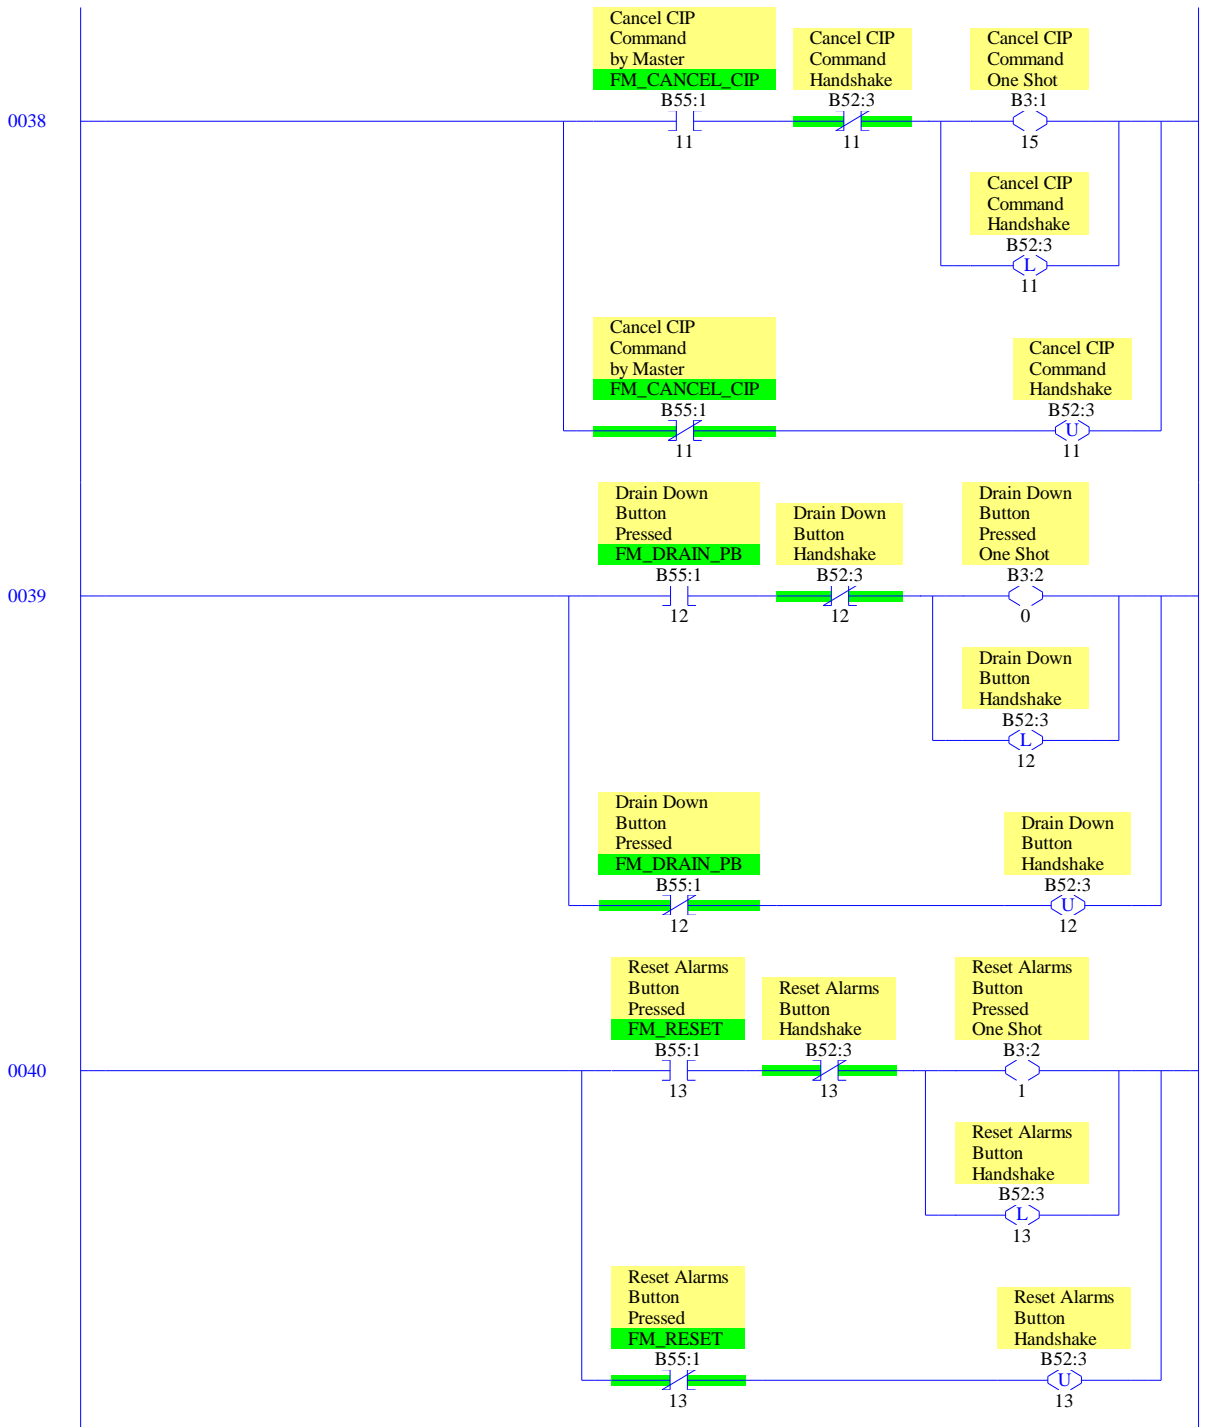 Cancel CIP
Command
by Master
FM_CANCEL_CIP
B55:1
11
Cancel CIP
Command
Handshake
B52:3
11
Cancel CIP
Command
One Shot
B3:1
15
0038
Cancel CIP
Command
Handshake
B52:3
L
11
Cancel CIP
Command
by Master
FM_CANCEL_CIP
B55:1
11
Cancel CIP
Command
Handshake
B52:3
U
11
Drain Down
Button
Pressed
FM_DRAIN_PB
B55:1
12
Drain Down
Button
Handshake
B52:3
12
Drain Down
Button
Pressed
One Shot
B3:2
0
0039
Drain Down
Button
Handshake
B52:3
L
12
Drain Down
Button
Pressed
FM_DRAIN_PB
B55:1
12
Drain Down
Button
Handshake
B52:3
U
12
Reset Alarms
Button
Pressed
FM_RESET
B55:1
13
Reset Alarms
Button
Handshake
B52:3
13
Reset Alarms
Button
Pressed
One Shot
B3:2
1
0040
Reset Alarms
Button
Handshake
B52:3
L
13
Reset Alarms
Button
Pressed
FM_RESET
B55:1
13
Reset Alarms
Button
Handshake
B52:3
U
13